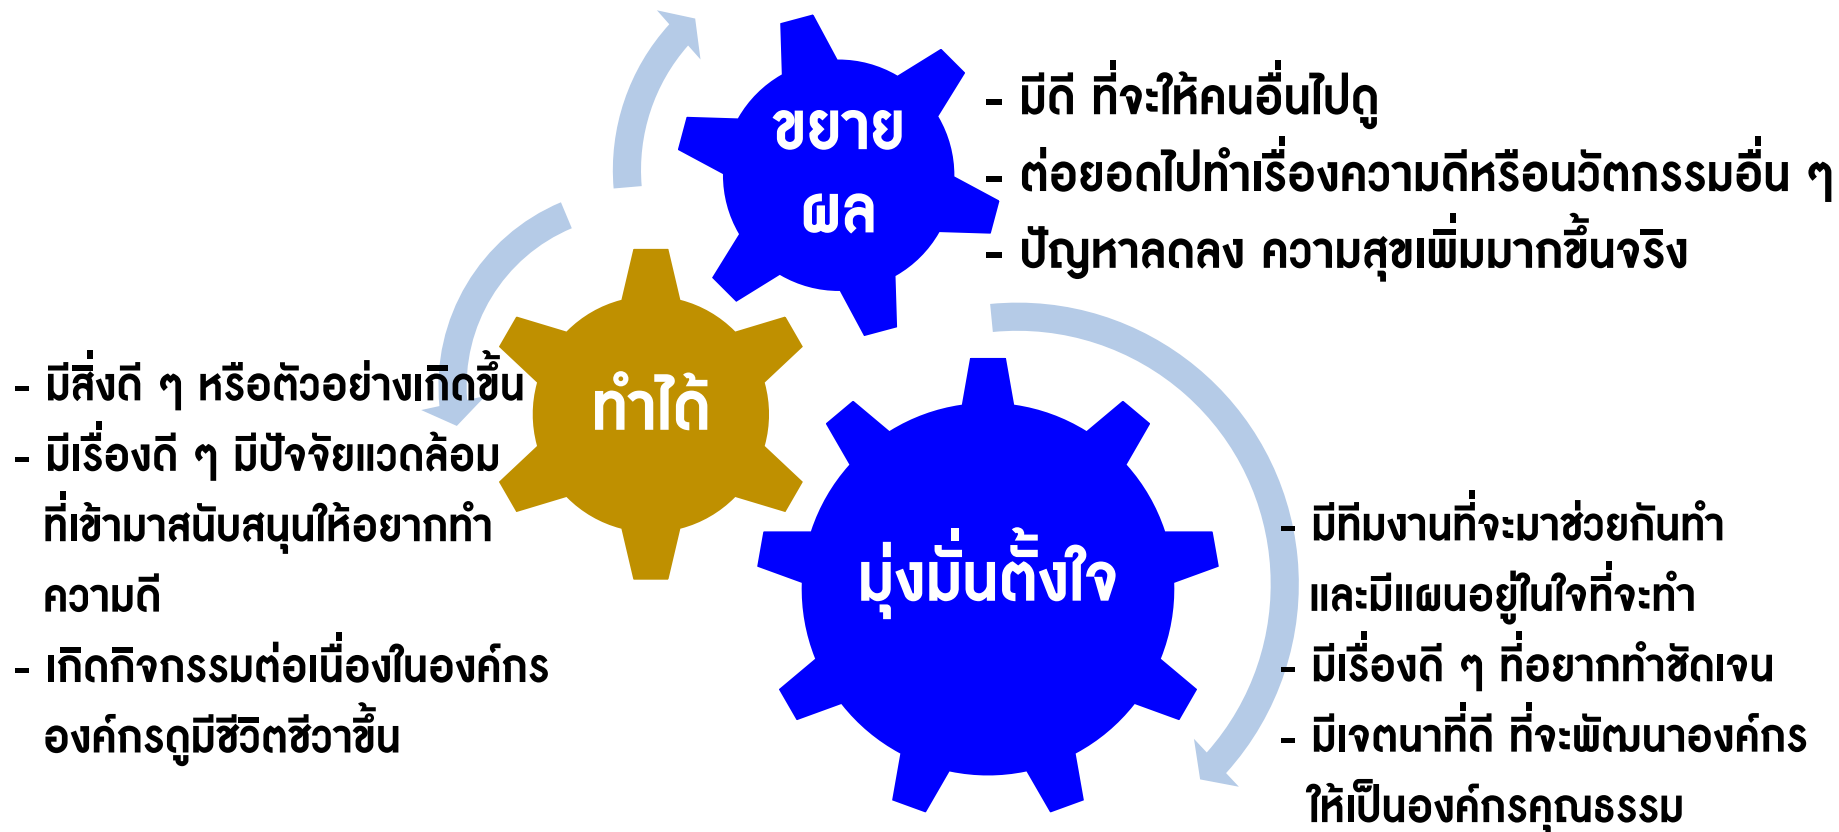 ขยาย
ผล
- มีดี ที่จะให้คนอื่นไปดู
- ต่อยอดไปทำเรื่องความดีหรือนวัตกรรมอื่น ๆ
- ปัญหาลดลง ความสุขเพิ่มมากขึ้นจริง
ทำได้
- มีสิ่งดี ๆ หรือตัวอย่างเกิดขึ้น
- มีเรื่องดี ๆ มีปัจจัยแวดล้อม
ที่เข้ามาสนับสนุนให้อยากทำ
ความดี
- เกิดกิจกรรมต่อเนื่องในองค์กร
องค์กรดูมีชีวิตชีวาขึ้น
มุ่งมั่นตั้งใจ
- มีทีมงานที่จะมาช่วยกันทำ
และมีแผนอยู่ในใจที่จะทำ
- มีเรื่องดี ๆ ที่อยากทำชัดเจน
- มีเจตนาที่ดี ที่จะพัฒนาองค์กร
ให้เป็นองค์กรคุณธรรม